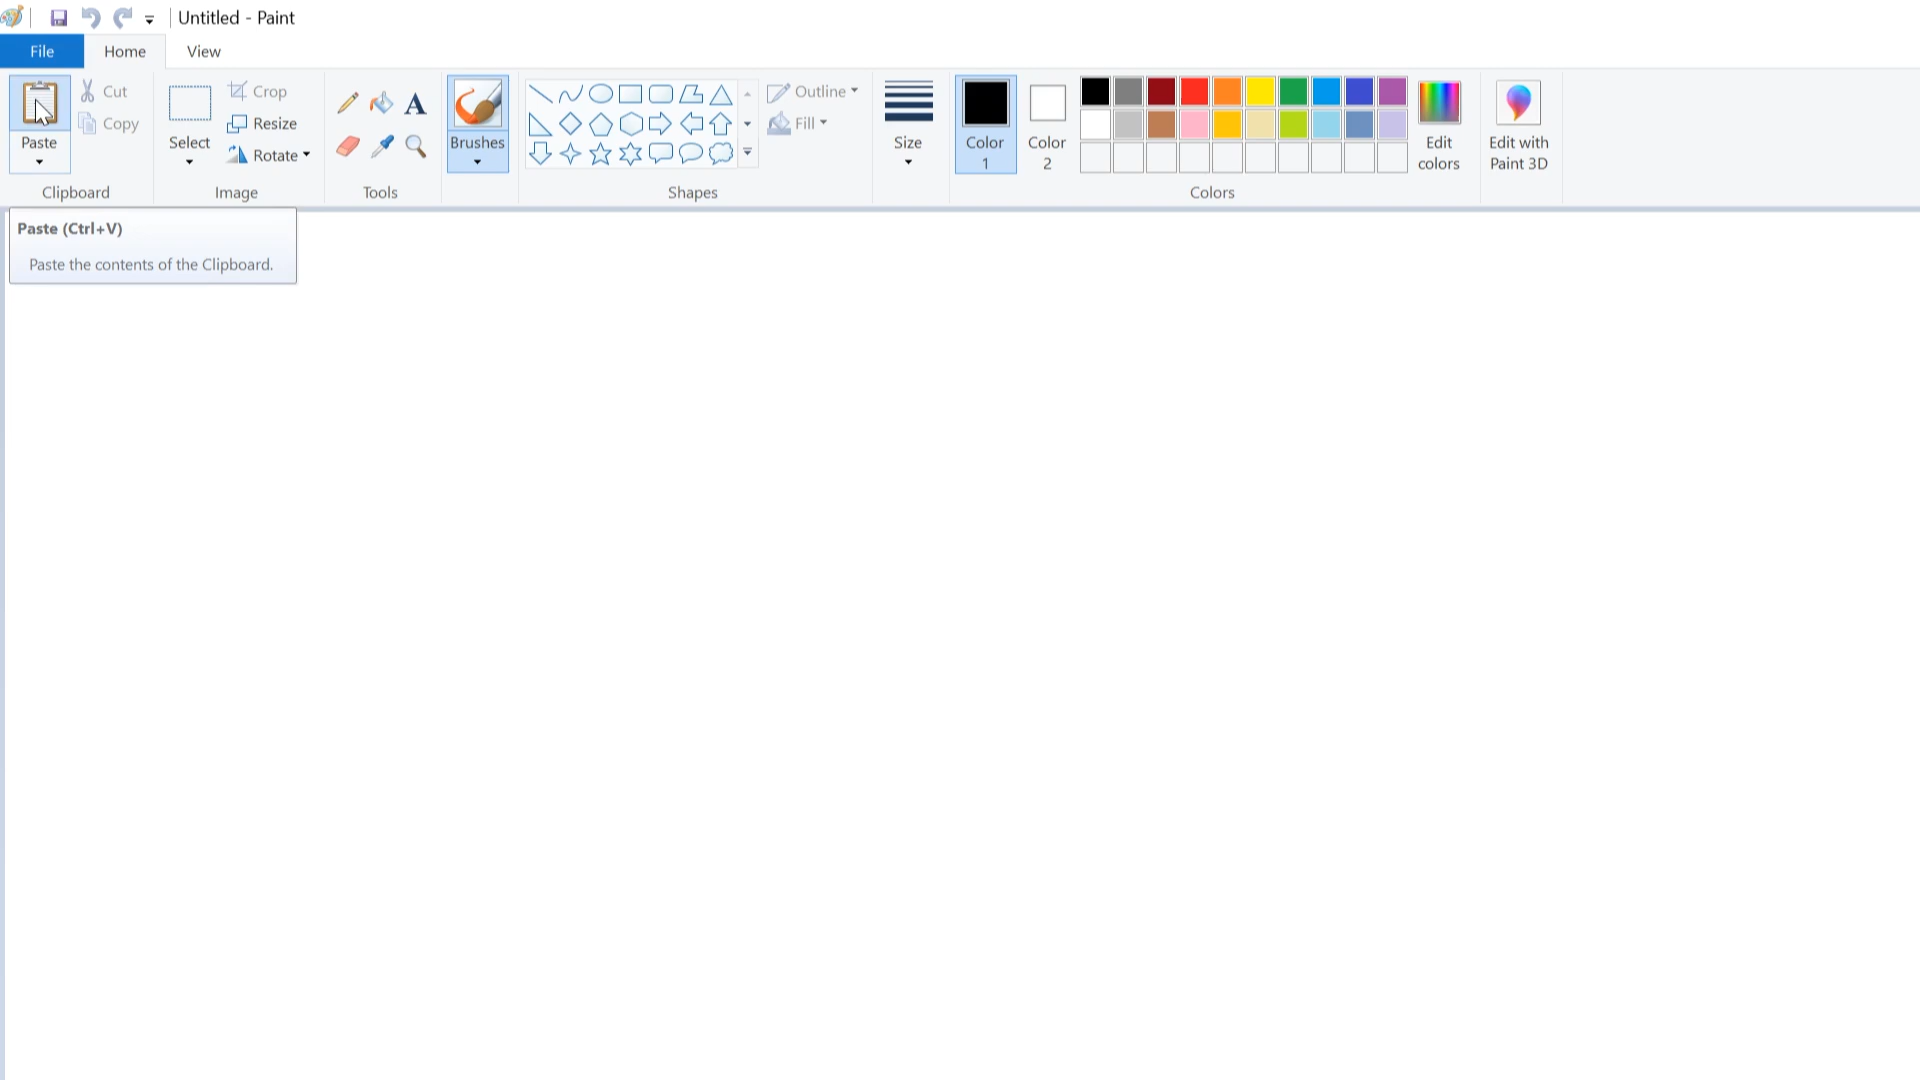 Untitled - Paint
File Home View
Paste
Cut
Copy
Clipboard
Select
Crop
Resize
Rotate
Image
A
Tools
Brushes
Outline
Fill
Shapes
Size
Color
1
Color
2
Colors
Edit
colors
Edit with
Paint 3D
Paste (Ctrl+V)
Paste the contents of the Clipboard.